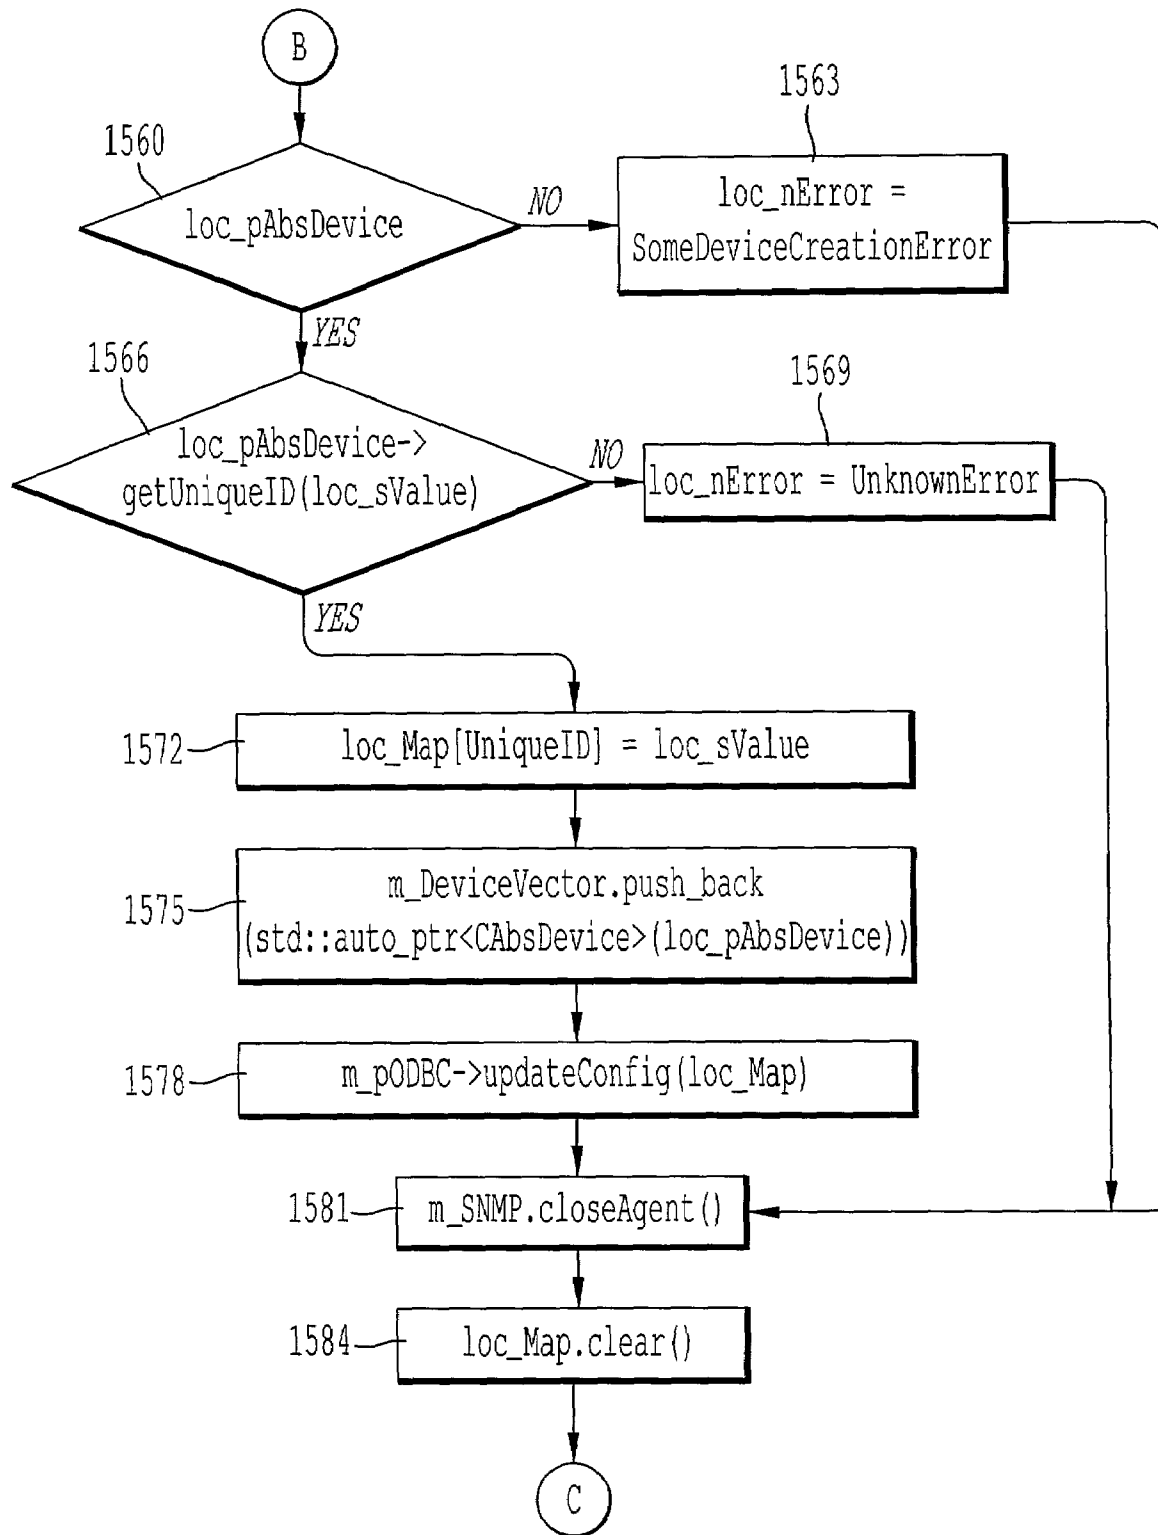 B
1560
loc_pAbsDevice
NO
1563
loc_nError =
SomeDeviceCreationError
YES
1566
loc_pAbsDevice->
getUniqueID(loc_sValue)
NO
1569
loc_nError = UnknownError
YES
1572
loc_Map[UniqueID] = loc_sValue
1575
m_DeviceVector.push_back
(std::auto_ptr<CAbsDevice>(loc_pAbsDevice))
1578
m_pODBC->updateConfig(loc_Map)
1581
m_SNMP.closeAgent()
1584
loc_Map.clear()
C